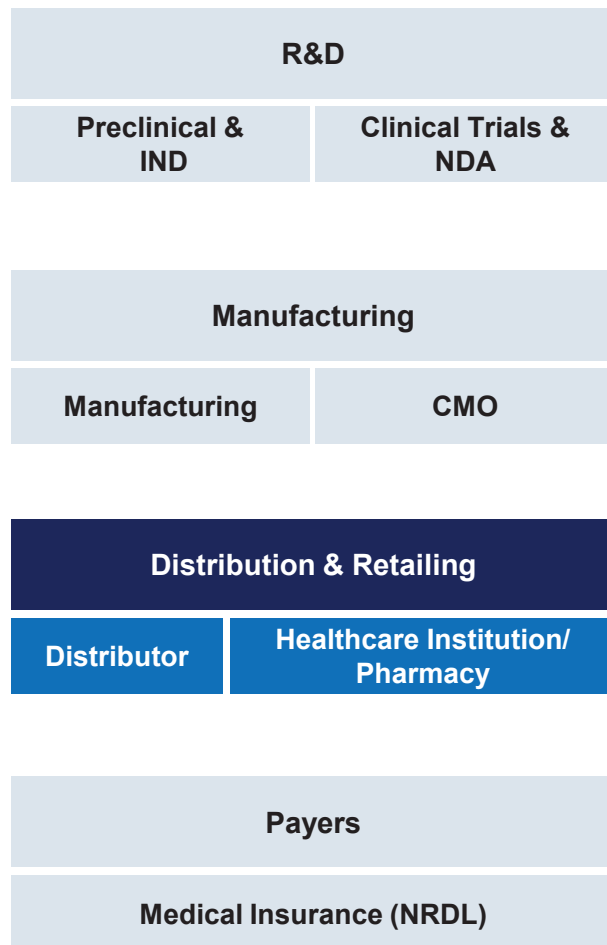 R&D
Preclinical &
IND
Clinical Trials &
NDA
Manufacturing
Manufacturing
CMO
Distribution & Retailing
Distributor
Healthcare Institution/
Pharmacy
Payers
Medical Insurance (NRDL)